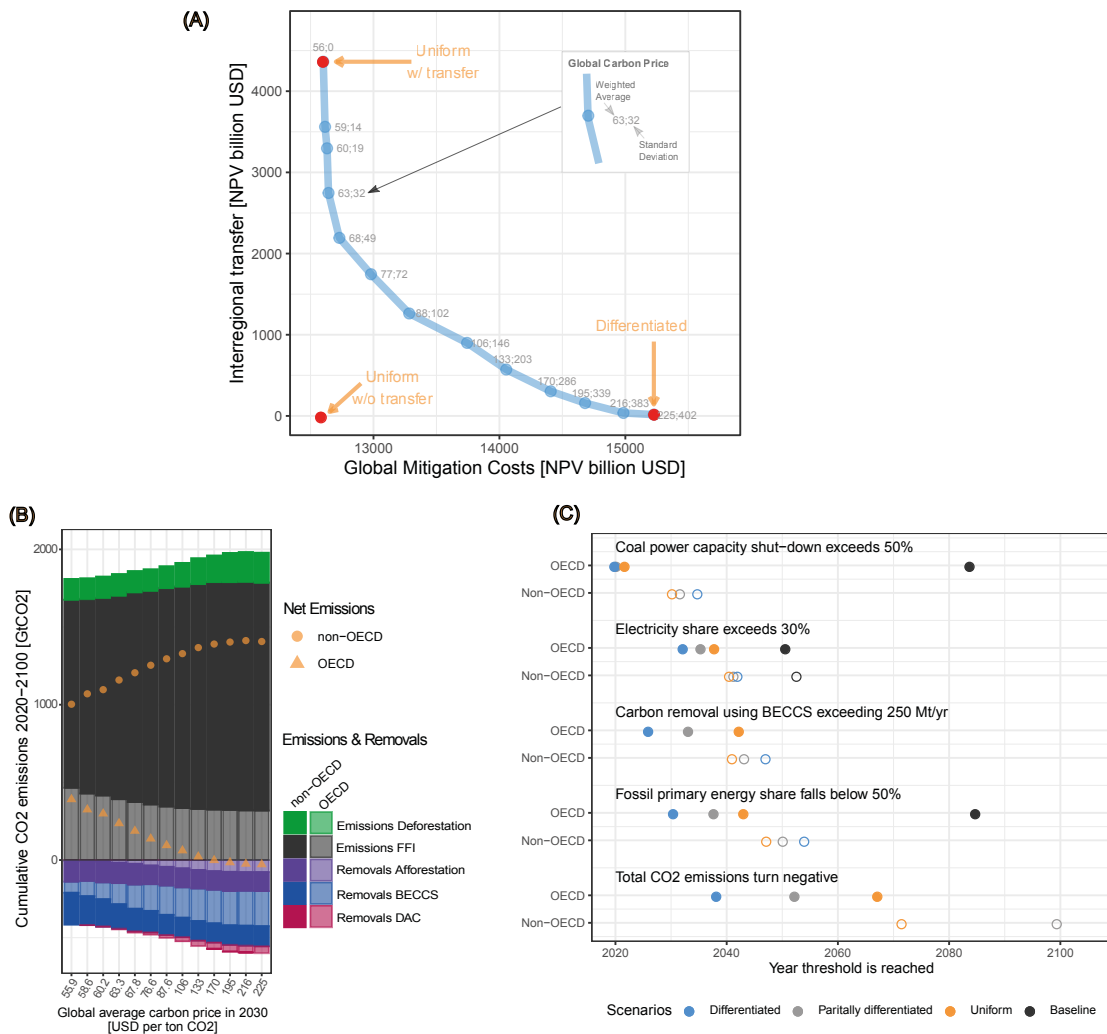 (A)
56;0
Uniform
w/ transfer
59;14
60;19
63;32
68;49
77;72
88;102
106;146
133;203
170;286
195;339
216;383
225;402
Global Carbon Price
Weighted
Average
63;32
Standard
Deviation
Differentiated
Uniform
w/o transfer
4000
3000
2000
1000
0
Interregional transfer [NPV billion USD]
13000
14000
15000
Global Mitigation Costs [NPV billion USD]
(B)
2000
1000
0
Cumulative CO2 emissions 2020-2100 [GtCO2]
55.9
58.6
60.2
63.3
67.8
76.6
87.6
106
133
170
195
216
225
Global average carbon price in 2030
[USD per ton CO2]
Net Emissions
non-OECD
OECD
Emissions & Removals
non-OECD
OECD
Emissions Deforestation
Emissions FFI
Removals Afforestation
Removals BECCS
Removals DAC
(C)
Coal power capacity shut-down exceeds 50%
OECD
Non−OECD
Electricity share exceeds 30%
OECD
Non−OECD
Carbon removal using BECCS exceeding 250 Mt/yr
OECD
Non−OECD
Fossil primary energy share falls below 50%
OECD
Non−OECD
Total CO2 emissions turn negative
OECD
Non−OECD
2020
2040
2060
2080
2100
Year threshold is reached
Scenarios
Differentiated
Paritally differentiated
Uniform
Baseline